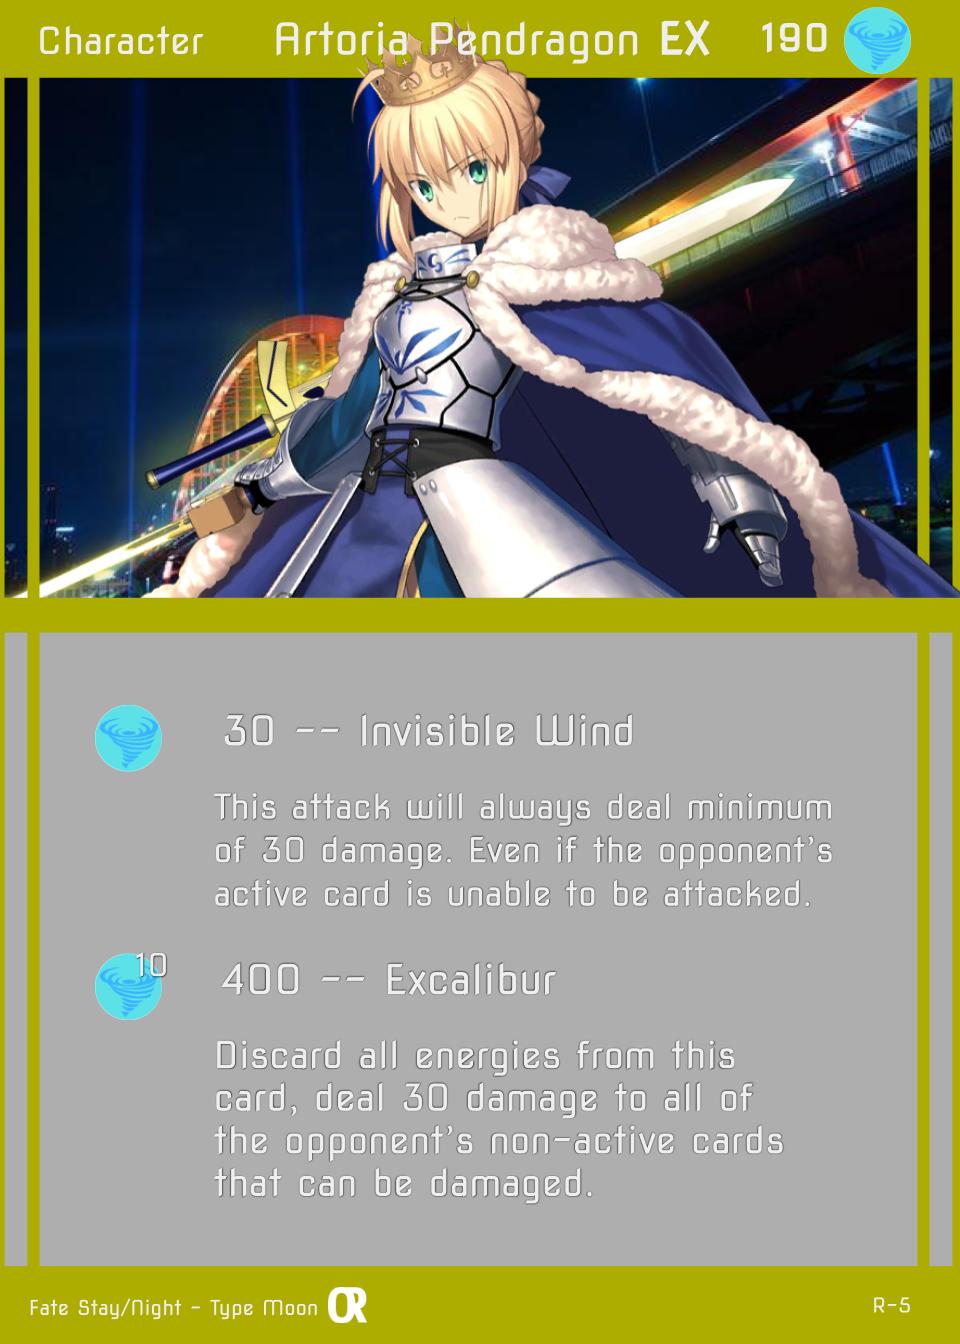 Character Artoria Pendragon EX 190
30 -- Invisible Wind
This attack will always deal minimum
of 30 damage. Even if the opponent's
active card is unable to be attacked.
10
400 -- Excalibur
Discard all energies from this
card, deal 30 damage to all of
the opponent's non-active cards
that can be damaged.
Fate Stay/Night - Type Moon OR R-5